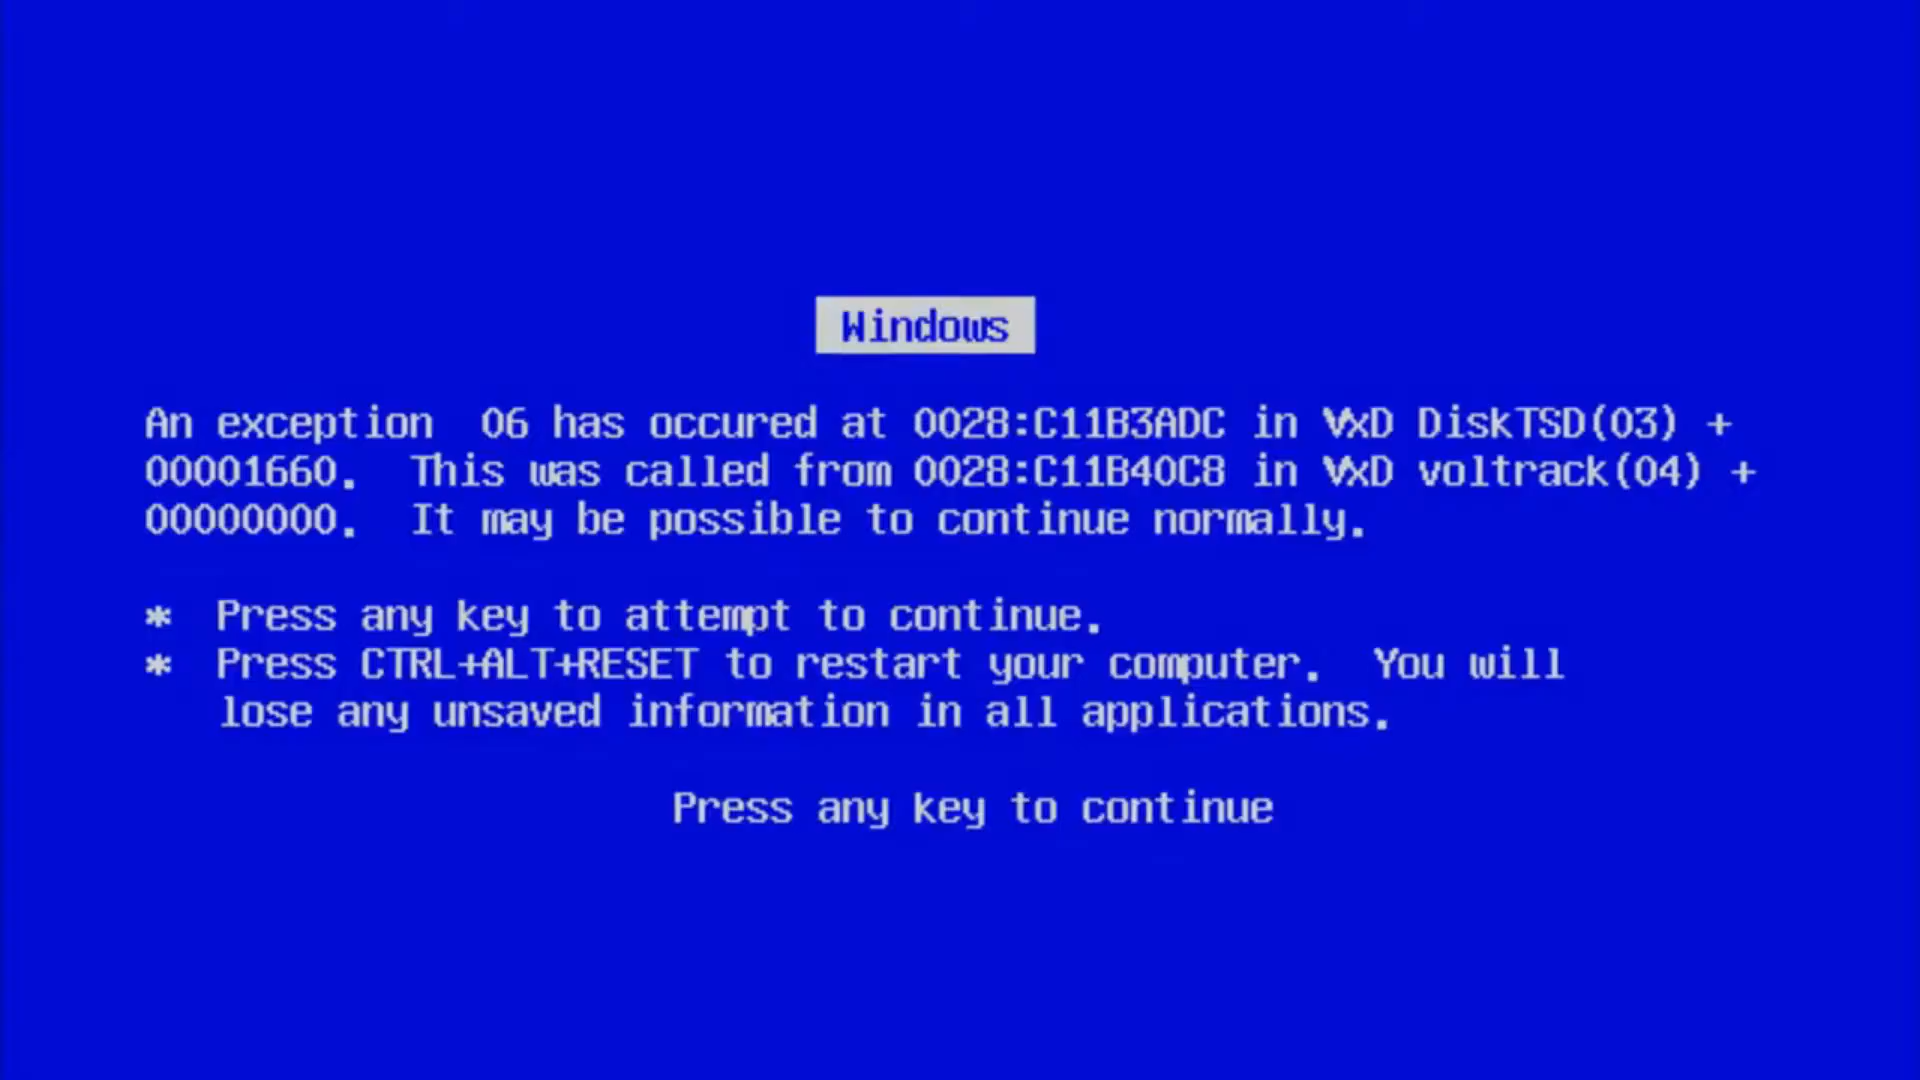 Windows
An exception  06 has occured at 0028:C11B3ADC in VxD DiskTSD(03) +
00001660.  This was called from 0028:C11B40C8 in VxD voltrack(04) +
00000000.  It may be possible to continue normally.
*  Press any key to attempt to continue.
*  Press CTRL+ALT+RESET to restart your computer.  You will
lose any unsaved information in all applications.
Press any key to continue